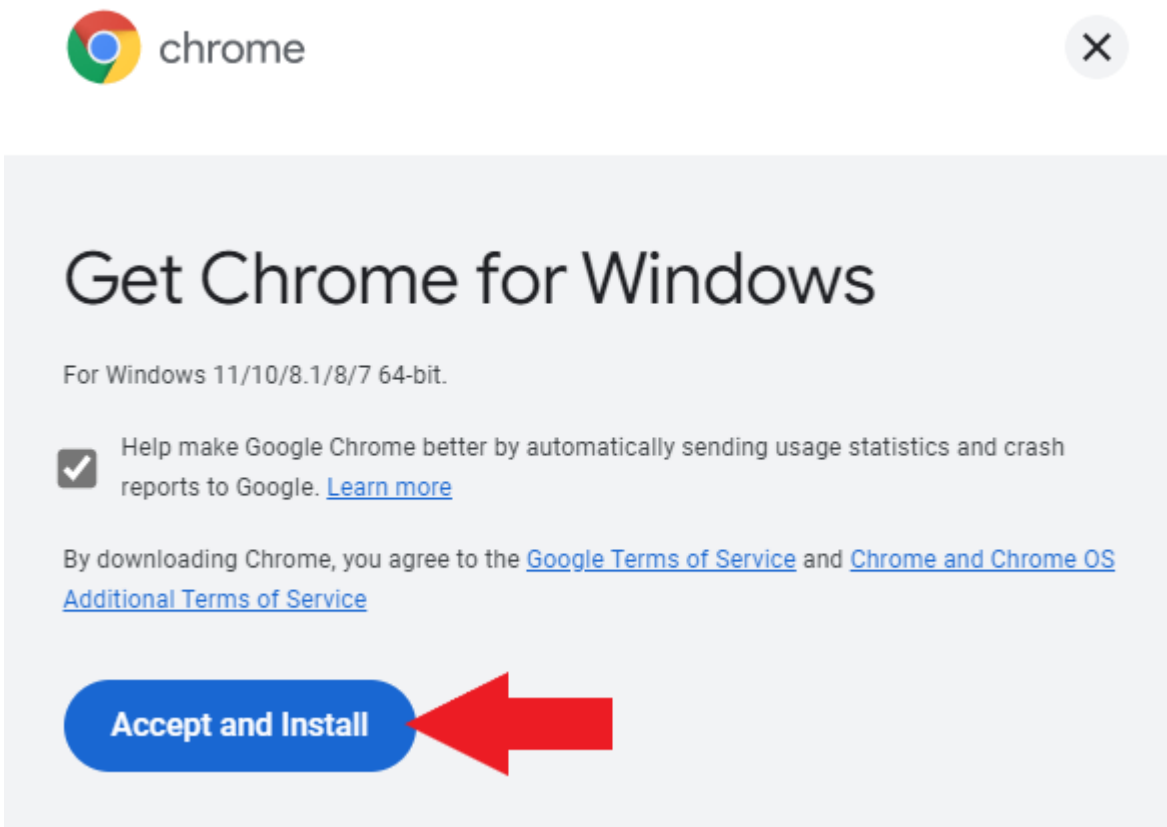 chrome
Get Chrome for Windows
For Windows 11/10/8.1/8/7 64-bit.
Help make Google Chrome better by automatically sending usage statistics and crash
reports to Google. Learn more
By downloading Chrome, you agree to the Google Terms of Service and Chrome and Chrome OS
Additional Terms of Service
Accept and Install